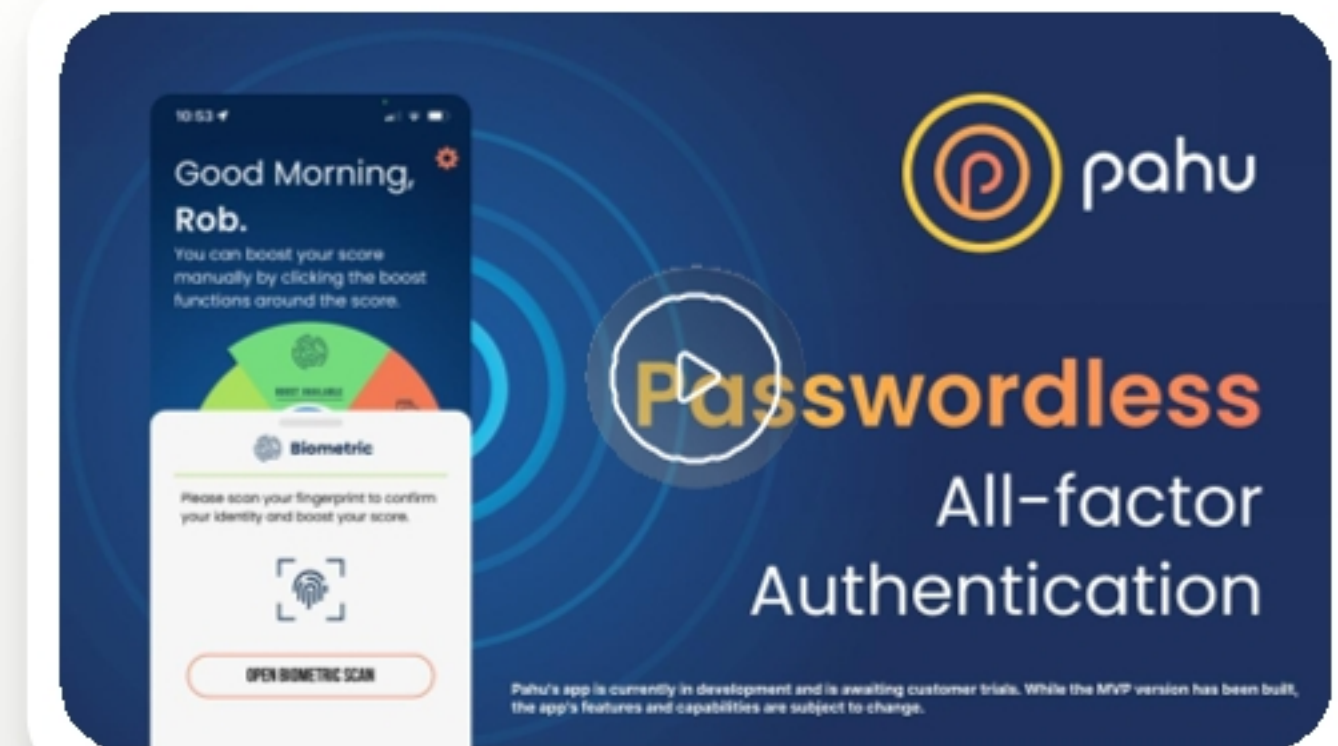 10:53
Good Morning,
Rob.
You can boost your score
manually by clicking the boost
functions around the score.
BOOST AVAILABLE
Biometric
Please scan your fingerprint to confirm
your identity and boost your score.
OPEN BIOMETRIC SCAN
pahu
Passwordless
All-factor
Authentication
Pahu's app is currently in development and is awaiting customer trials. While the MVP version has been built,
the app's features and capabilities are subject to change.